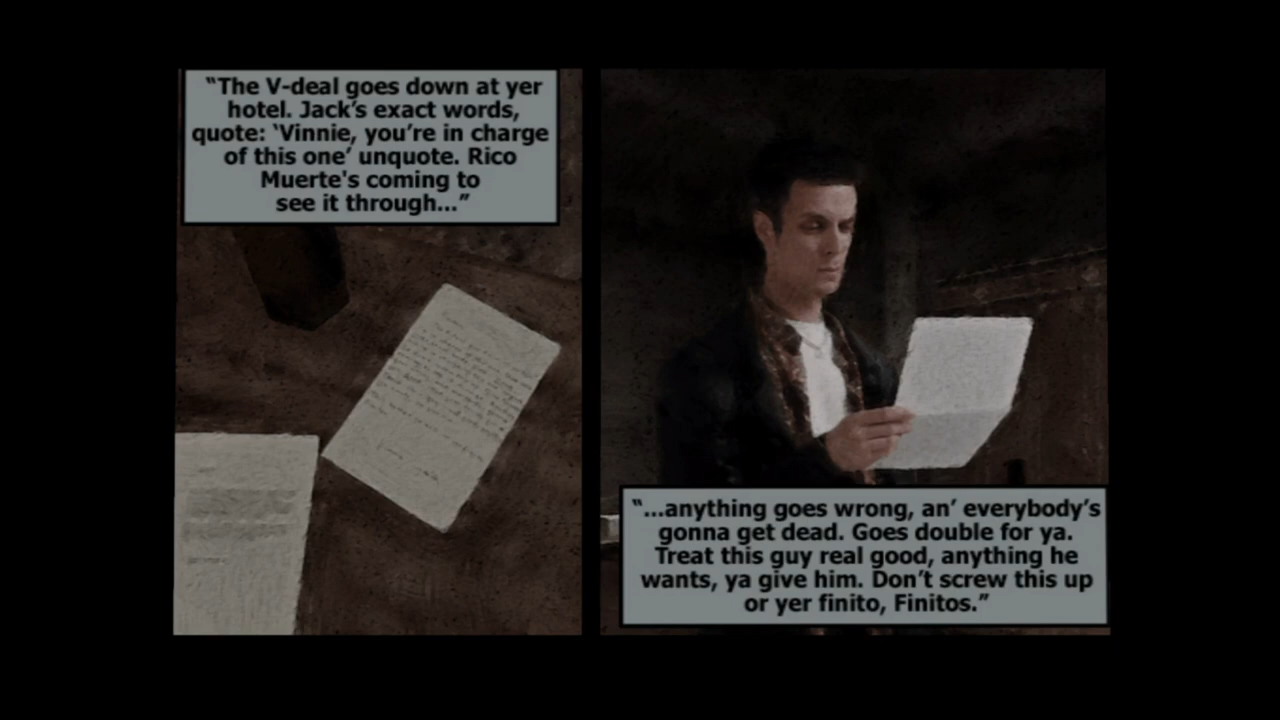 “The V-deal goes down at yer
hotel. Jack’s exact words,
quote: ‘Vinnie, you’re in charge
of this one’ unquote. Rico
Muerte's coming to
see it through...”
“...anything goes wrong, an’ everybody’s
gonna get dead. Goes double for ya.
Treat this guy real good, anything he
wants, ya give him. Don’t screw this up
or yer finito, Finitos.”